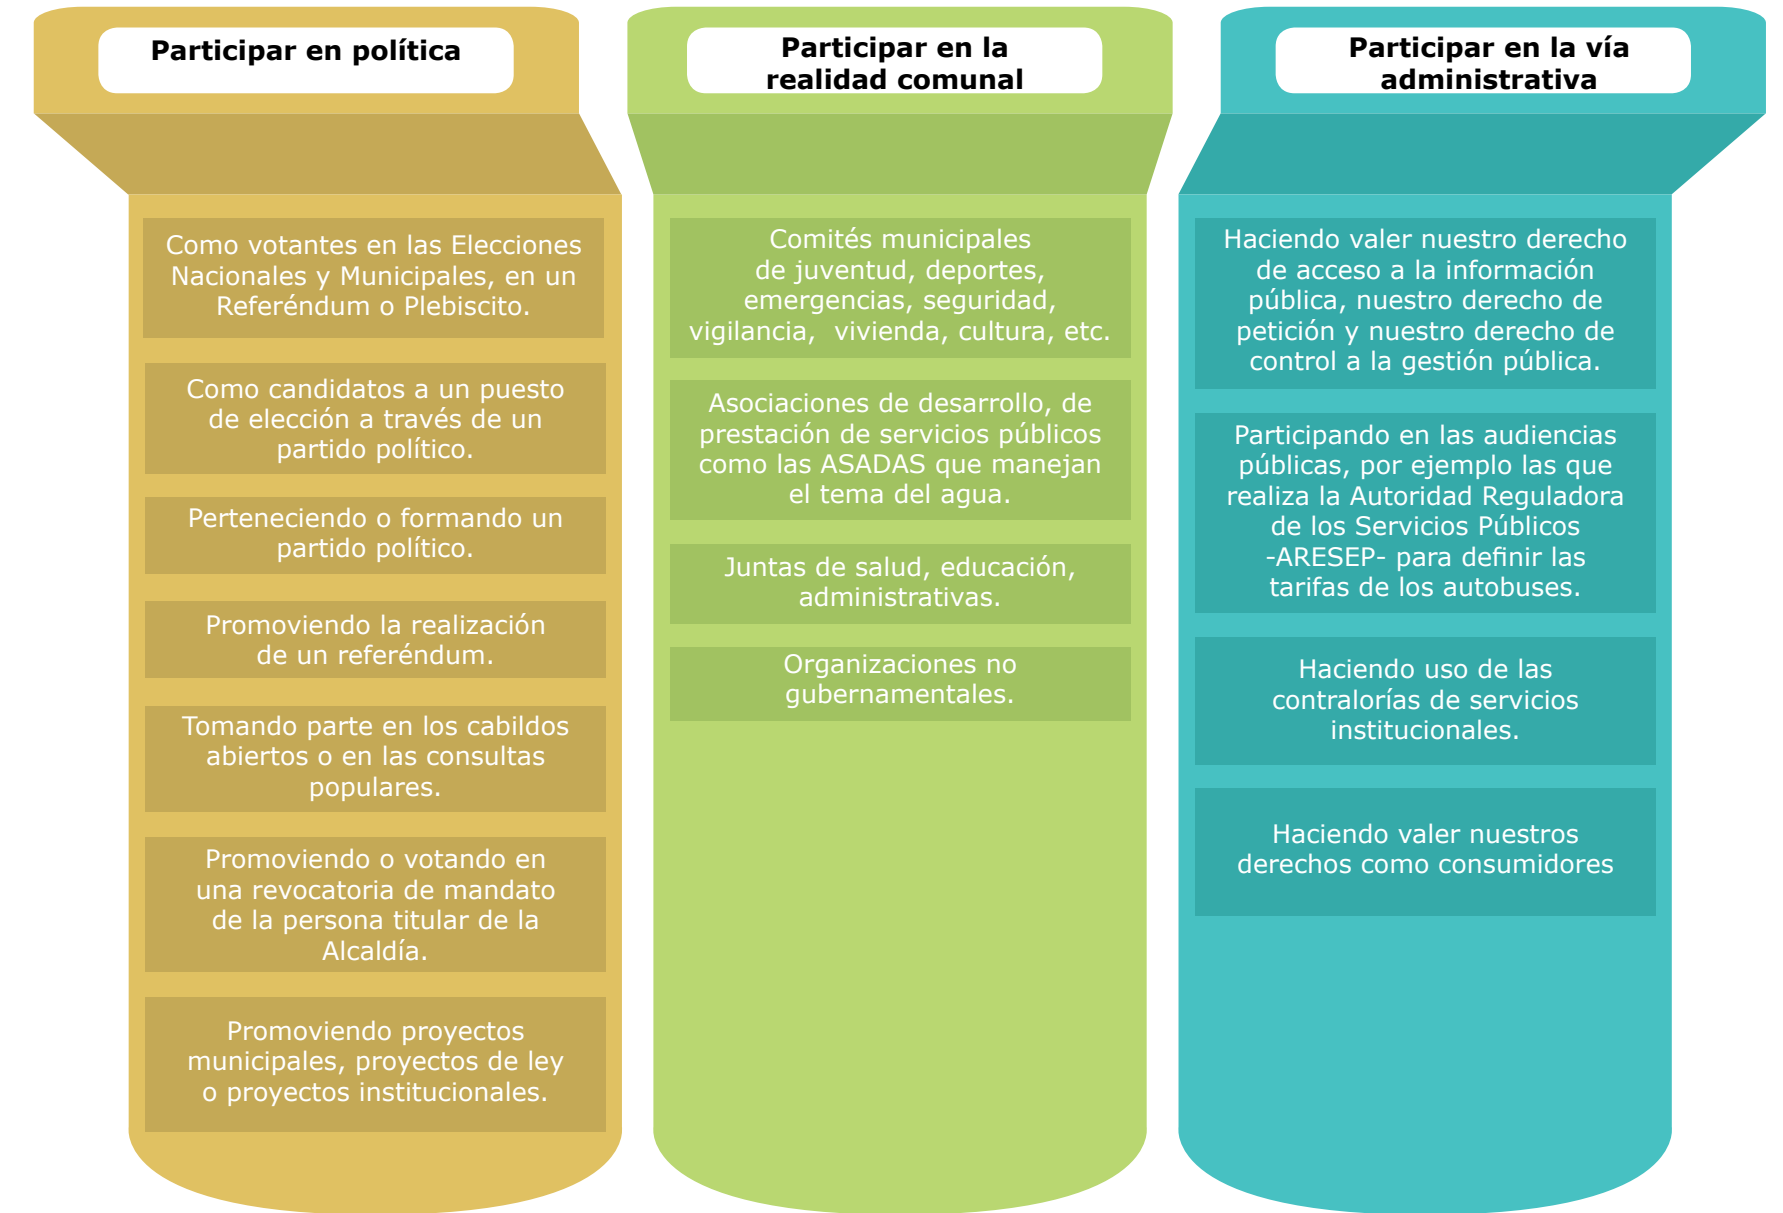 Participar en política
Como votantes en las Elecciones
Nacionales y Municipales, en un
Referéndum o Plebiscito.
Como candidatos a un puesto
de elección a través de un
partido político.
Perteneciendo o formando un
partido político.
Promoviendo la realización
de un referéndum.
Tomando parte en los cabildos
abiertos o en las consultas
populares.
Promoviendo o votando en
una revocatoria de mandato
de la persona titular de la
Alcaldía.
Promoviendo proyectos
municipales, proyectos de ley
o proyectos institucionales.
Participar en la
realidad comunal
Comités municipales
de juventud, deportes,
emergencias, seguridad,
vigilancia,  vivienda, cultura, etc.
Asociaciones de desarrollo, de
prestación de servicios públicos
como las ASADAS que manejan
el tema del agua.
Juntas de salud, educación,
administrativas.
Organizaciones no
gubernamentales.
Participar en la vía
administrativa
Haciendo valer nuestro derecho
de acceso a la información
pública, nuestro derecho de
petición y nuestro derecho de
control a la gestión pública.
Participando en las audiencias
públicas, por ejemplo las que
realiza la Autoridad Reguladora
de los Servicios Públicos
-ARESEP- para definir las
tarifas de los autobuses.
Haciendo uso de las
contralorías de servicios
institucionales.
Haciendo valer nuestros
derechos como consumidores